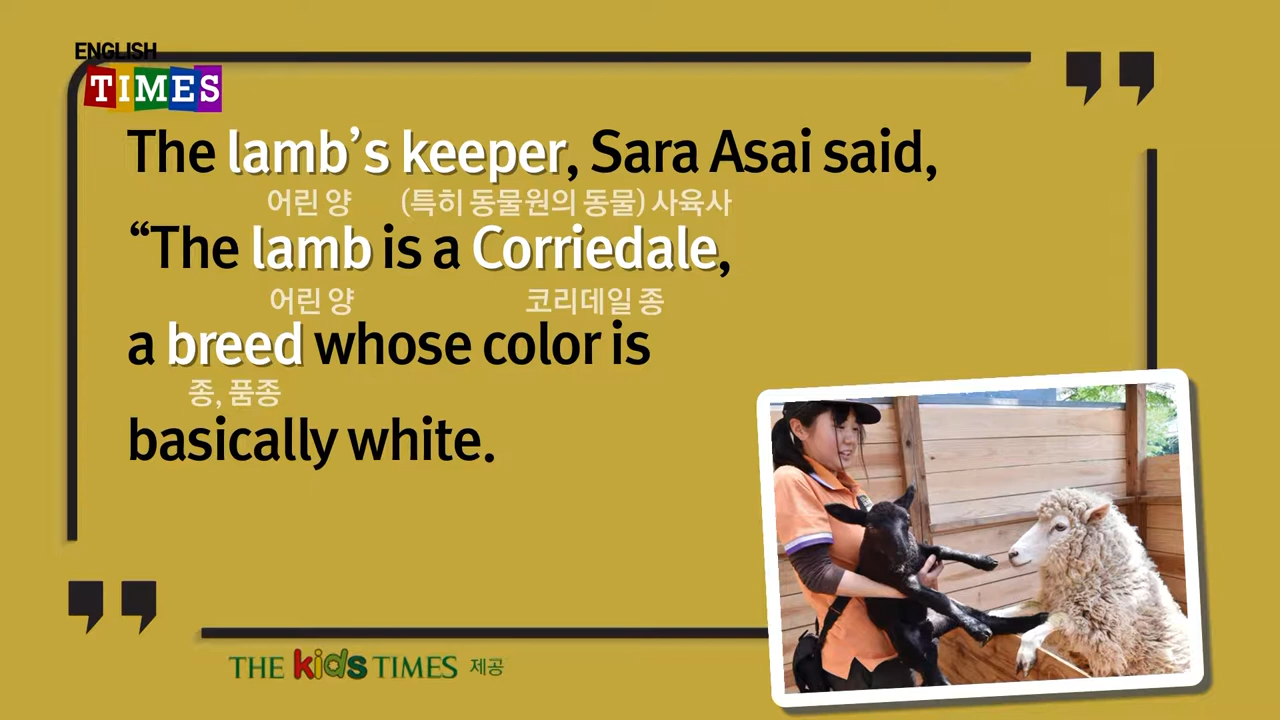 ENGLISH
TIMES
The lamb’s keeper, Sara Asai said,
어린 양 (특히 동물원의 동물) 사육사
“The lamb is a Corriedale,
어린 양 코리데일 종
a breed whose color is
종, 품종
basically white.
THE kids TIMES 제공